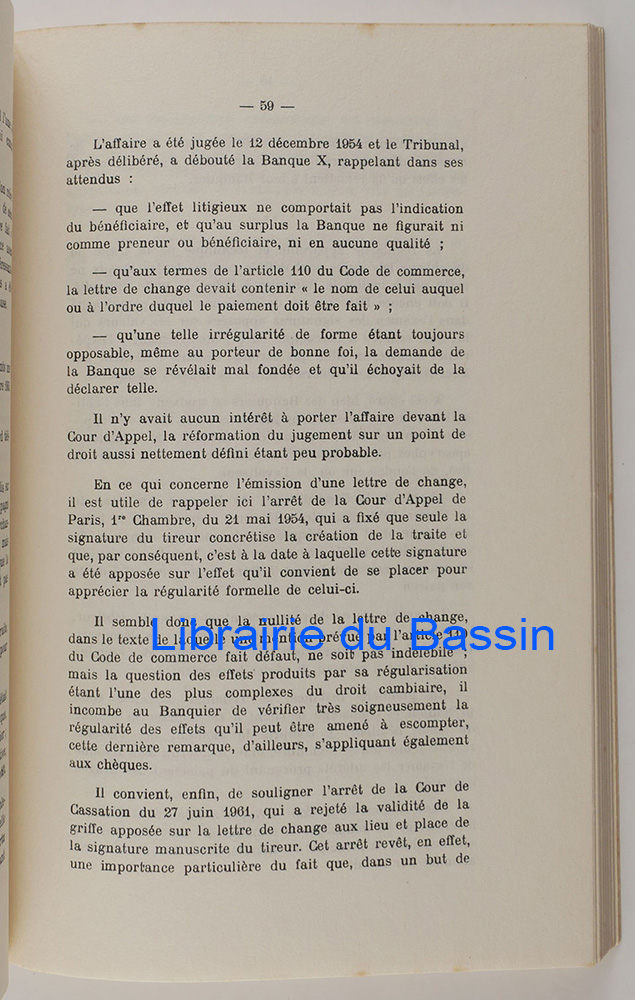 — 59 —
L'affaire a été jugée le 12 décembre 1954 et le Tribunal,
après délibéré, a débouté la Banque X, rappelant dans ses
attendus :
— que l'effet litigieux ne comportait pas l'indication
du bénéficiaire, et qu'au surplus la Banque ne figurait ni
comme preneur ou bénéficiaire, ni en aucune qualité ;
— qu'aux termes de l'article 110 du Code de commerce,
la lettre de change devait contenir « le nom de celui auquel
ou à l'ordre duquel le paiement doit être fait » ;
— qu'une telle irrégularité de forme étant toujours
opposable, même au porteur de bonne foi, la demande de
la Banque se révélait mal fondée et qu'il échoyait de la
déclarer telle.
Il n'y avait aucun intérêt à porter l'affaire devant la
Cour d'Appel, la réformation du jugement sur un point de
droit aussi nettement défini étant peu probable.
En ce qui concerne l'émission d'une lettre de change,
il est utile de rappeler ici l'arrêt de la Cour d'Appel de
Paris, 1re Chambre, du 21 mai 1954, qui a fixé que seule la
signature du tireur concrétise la création de la traite et
que, par conséquent, c'est à la date à laquelle cette signature
a été apposée sur l'effet qu'il convient de se placer pour
apprécier la régularité formelle de celui-ci.
Il semble donc que la nullité de la lettre de change,
dans le texte de laquelle une mention prévue par l'article 110
Librairie du Bassin
du Code de commerce fait défaut, ne soit pas indélébile ;
mais la question des effets produits par sa régularisation
étant l'une des plus complexes du droit cambiaire, il
incombe au Banquier de vérifier très soigneusement la
régularité des effets qu'il peut être amené à escompter,
cette dernière remarque, d'ailleurs, s'appliquant également
aux chèques.
Il convient, enfin, de souligner l'arrêt de la Cour de
Cassation du 27 juin 1961, qui a rejeté la validité de la
griffe apposée sur la lettre de change aux lieu et place de
la signature manuscrite du tireur. Cet arrêt revêt, en effet,
une importance particulière du fait que, dans un but de